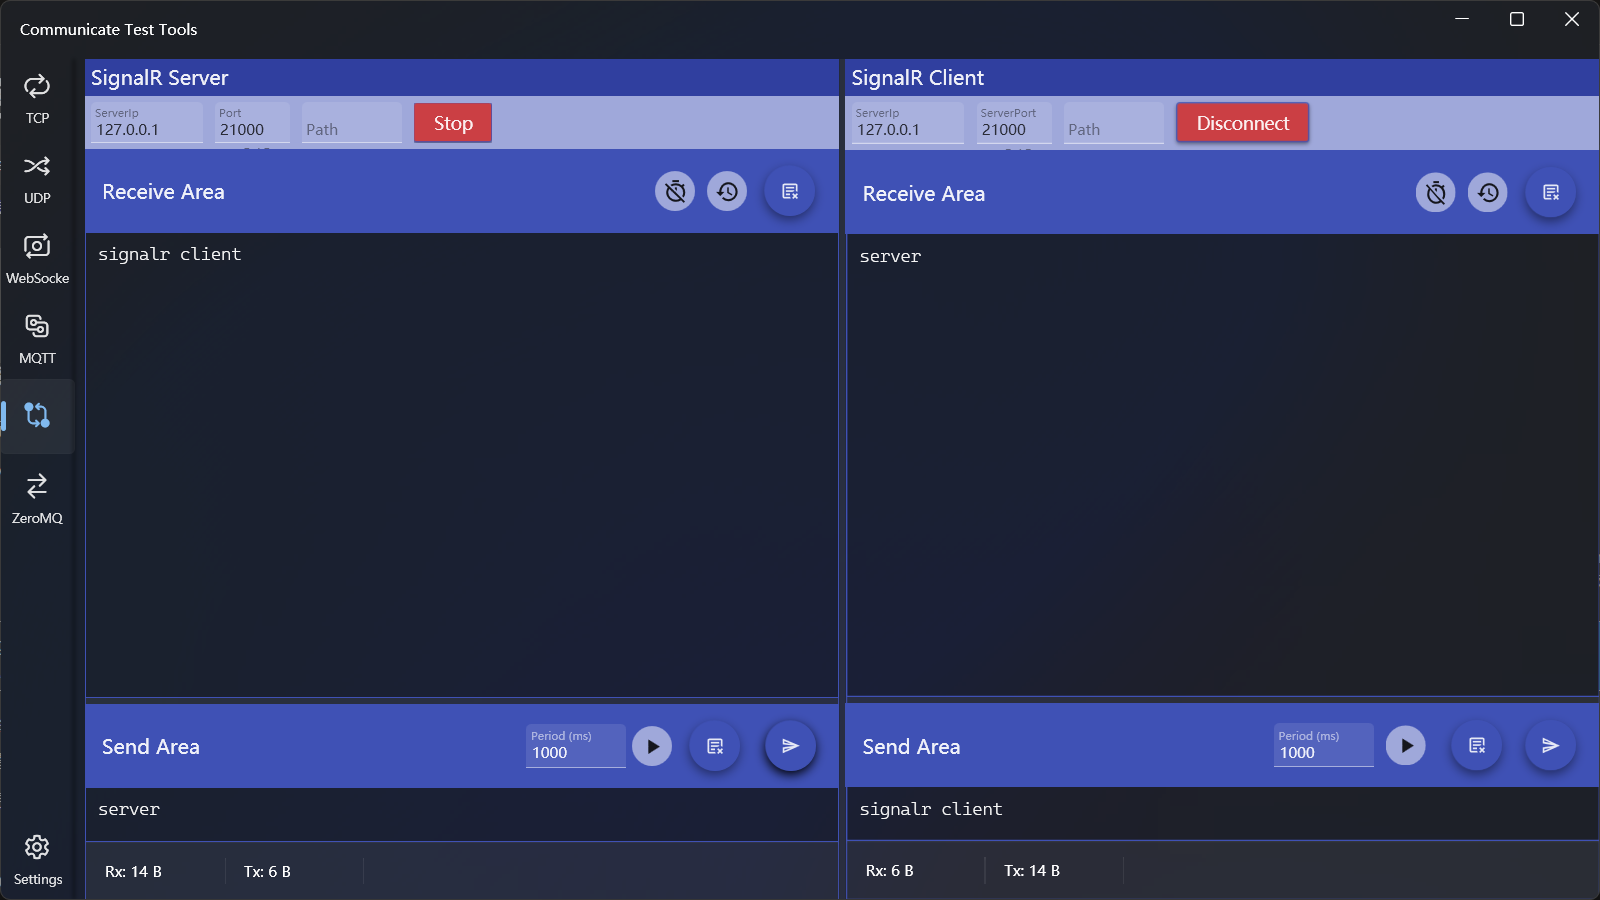 Communicate Test Tools
TCP
UDP
WebSocke
MQTT
ZeroMQ
Settings
SignalR Server
ServerIp
127.0.0.1
Port
21000
Path
Stop
Receive Area
signalr client
Send Area
Period (ms)
1000
server
Rx: 14 B
Tx: 6 B
SignalR Client
ServerIp
127.0.0.1
ServerPort
21000
Path
Disconnect
Receive Area
server
Send Area
Period (ms)
1000
signalr client
Rx: 6 B
Tx: 14 B